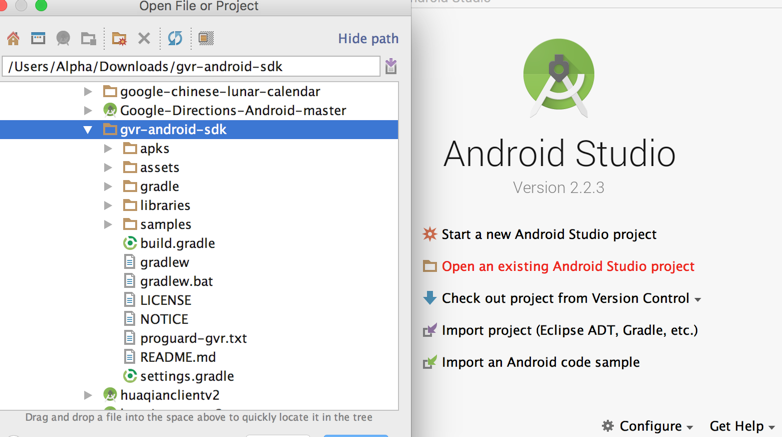 Open File or Project
Hide path
/Users/Alpha/Downloads/gvr-android-sdk
google-chinese-lunar-calendar
Google-Directions-Android-master
gvr-android-sdk
apks
assets
gradle
libraries
samples
build.gradle
gradlew
gradlew.bat
LICENSE
NOTICE
proguard-gvr.txt
README.md
settings.gradle
huaqianclientv2
Drag and drop a file into the space above to quickly locate it in the tree
Android Studio
Version 2.2.3
Start a new Android Studio project
Open an existing Android Studio project
Check out project from Version Control
Import project (Eclipse ADT, Gradle, etc.)
Import an Android code sample
Configure
Get Help